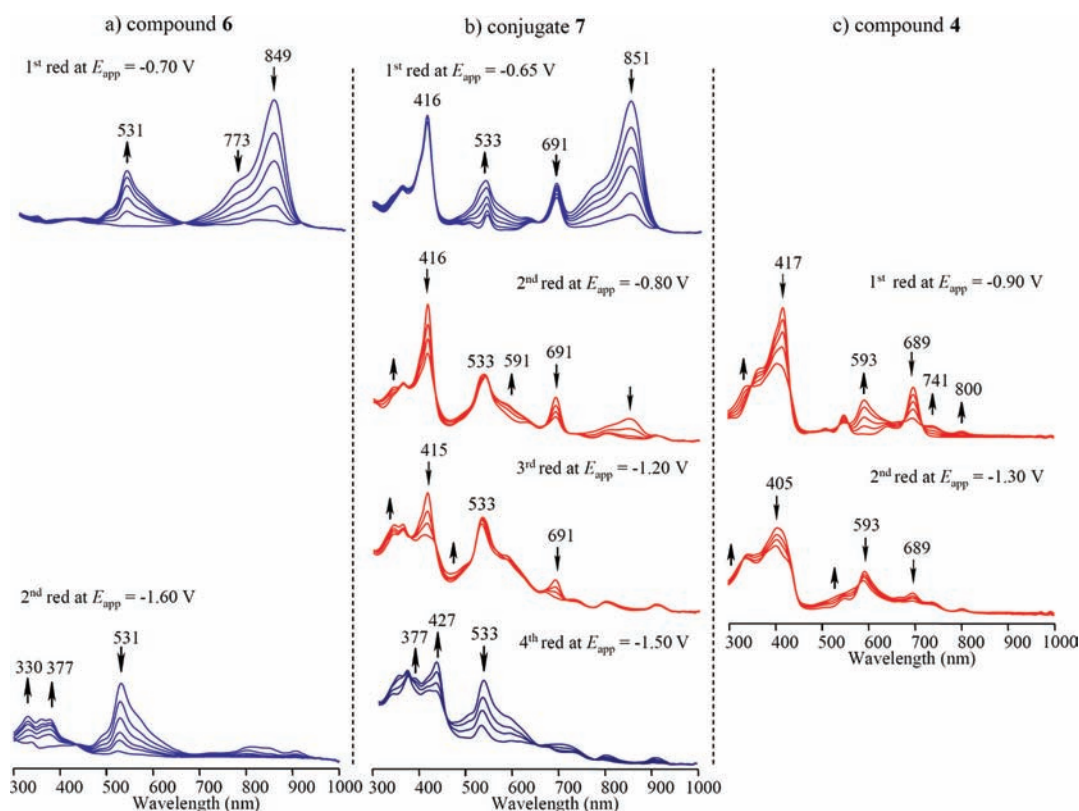 a) compound 6
1st red at Eapp = -0.70 V
849
531
773
2nd red at Eapp = -1.60 V
531
330 377
300 400 500 600 700 800 900 1000
Wavelength (nm)
b) conjugate 7
1st red at Eapp = -0.65 V
851
416
533
691
416
2nd red at Eapp = -0.80 V
533
591
691
415
3rd red at Eapp = -1.20 V
533
691
4th red at Eapp = -1.50 V
377
427
533
300 400 500 600 700 800 900 1000
Wavelength (nm)
c) compound 4
417
1st red at Eapp = -0.90 V
593
689
741
800
405
2nd red at Eapp = -1.30 V
593
689
300 400 500 600 700 800 900 1000
Wavelength (nm)